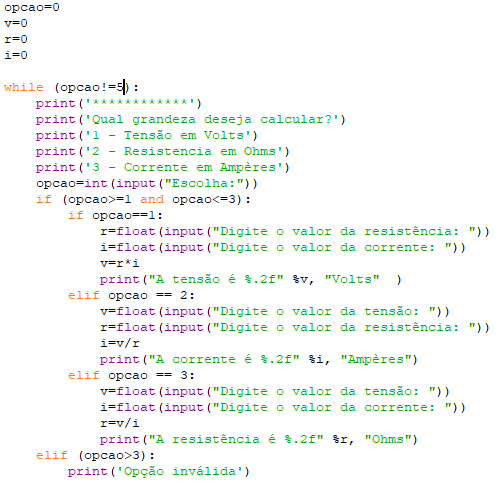 opcao=0
v=0
r=0
i=0
while (opcao!=5):
    print('************')
    print('Qual grandeza deseja calcular?')
    print('1 - Tensão em Volts')
    print('2 - Resistencia em Ohms')
    print('3 - Corrente em Ampères')
    opcao=int(input("Escolha:"))
    if (opcao>=1 and opcao<=3):
        if opcao==1:
            r=float(input("Digite o valor da resistência: "))
            i=float(input("Digite o valor da corrente: "))
            v=r*i
            print("A tensão é %.2f" %v, "Volts"  )
        elif opcao == 2:
            v=float(input("Digite o valor da tensão: "))
            r=float(input("Digite o valor da resistência: "))
            i=v/r
            print("A corrente é %.2f" %i, "Ampères")
        elif opcao == 3:
            v=float(input("Digite o valor da tensão: "))
            i=float(input("Digite o valor da corrente: "))
            r=v/i
            print("A resistência é %.2f" %r, "Ohms")
    elif (opcao>3):
        print('Opção inválida')